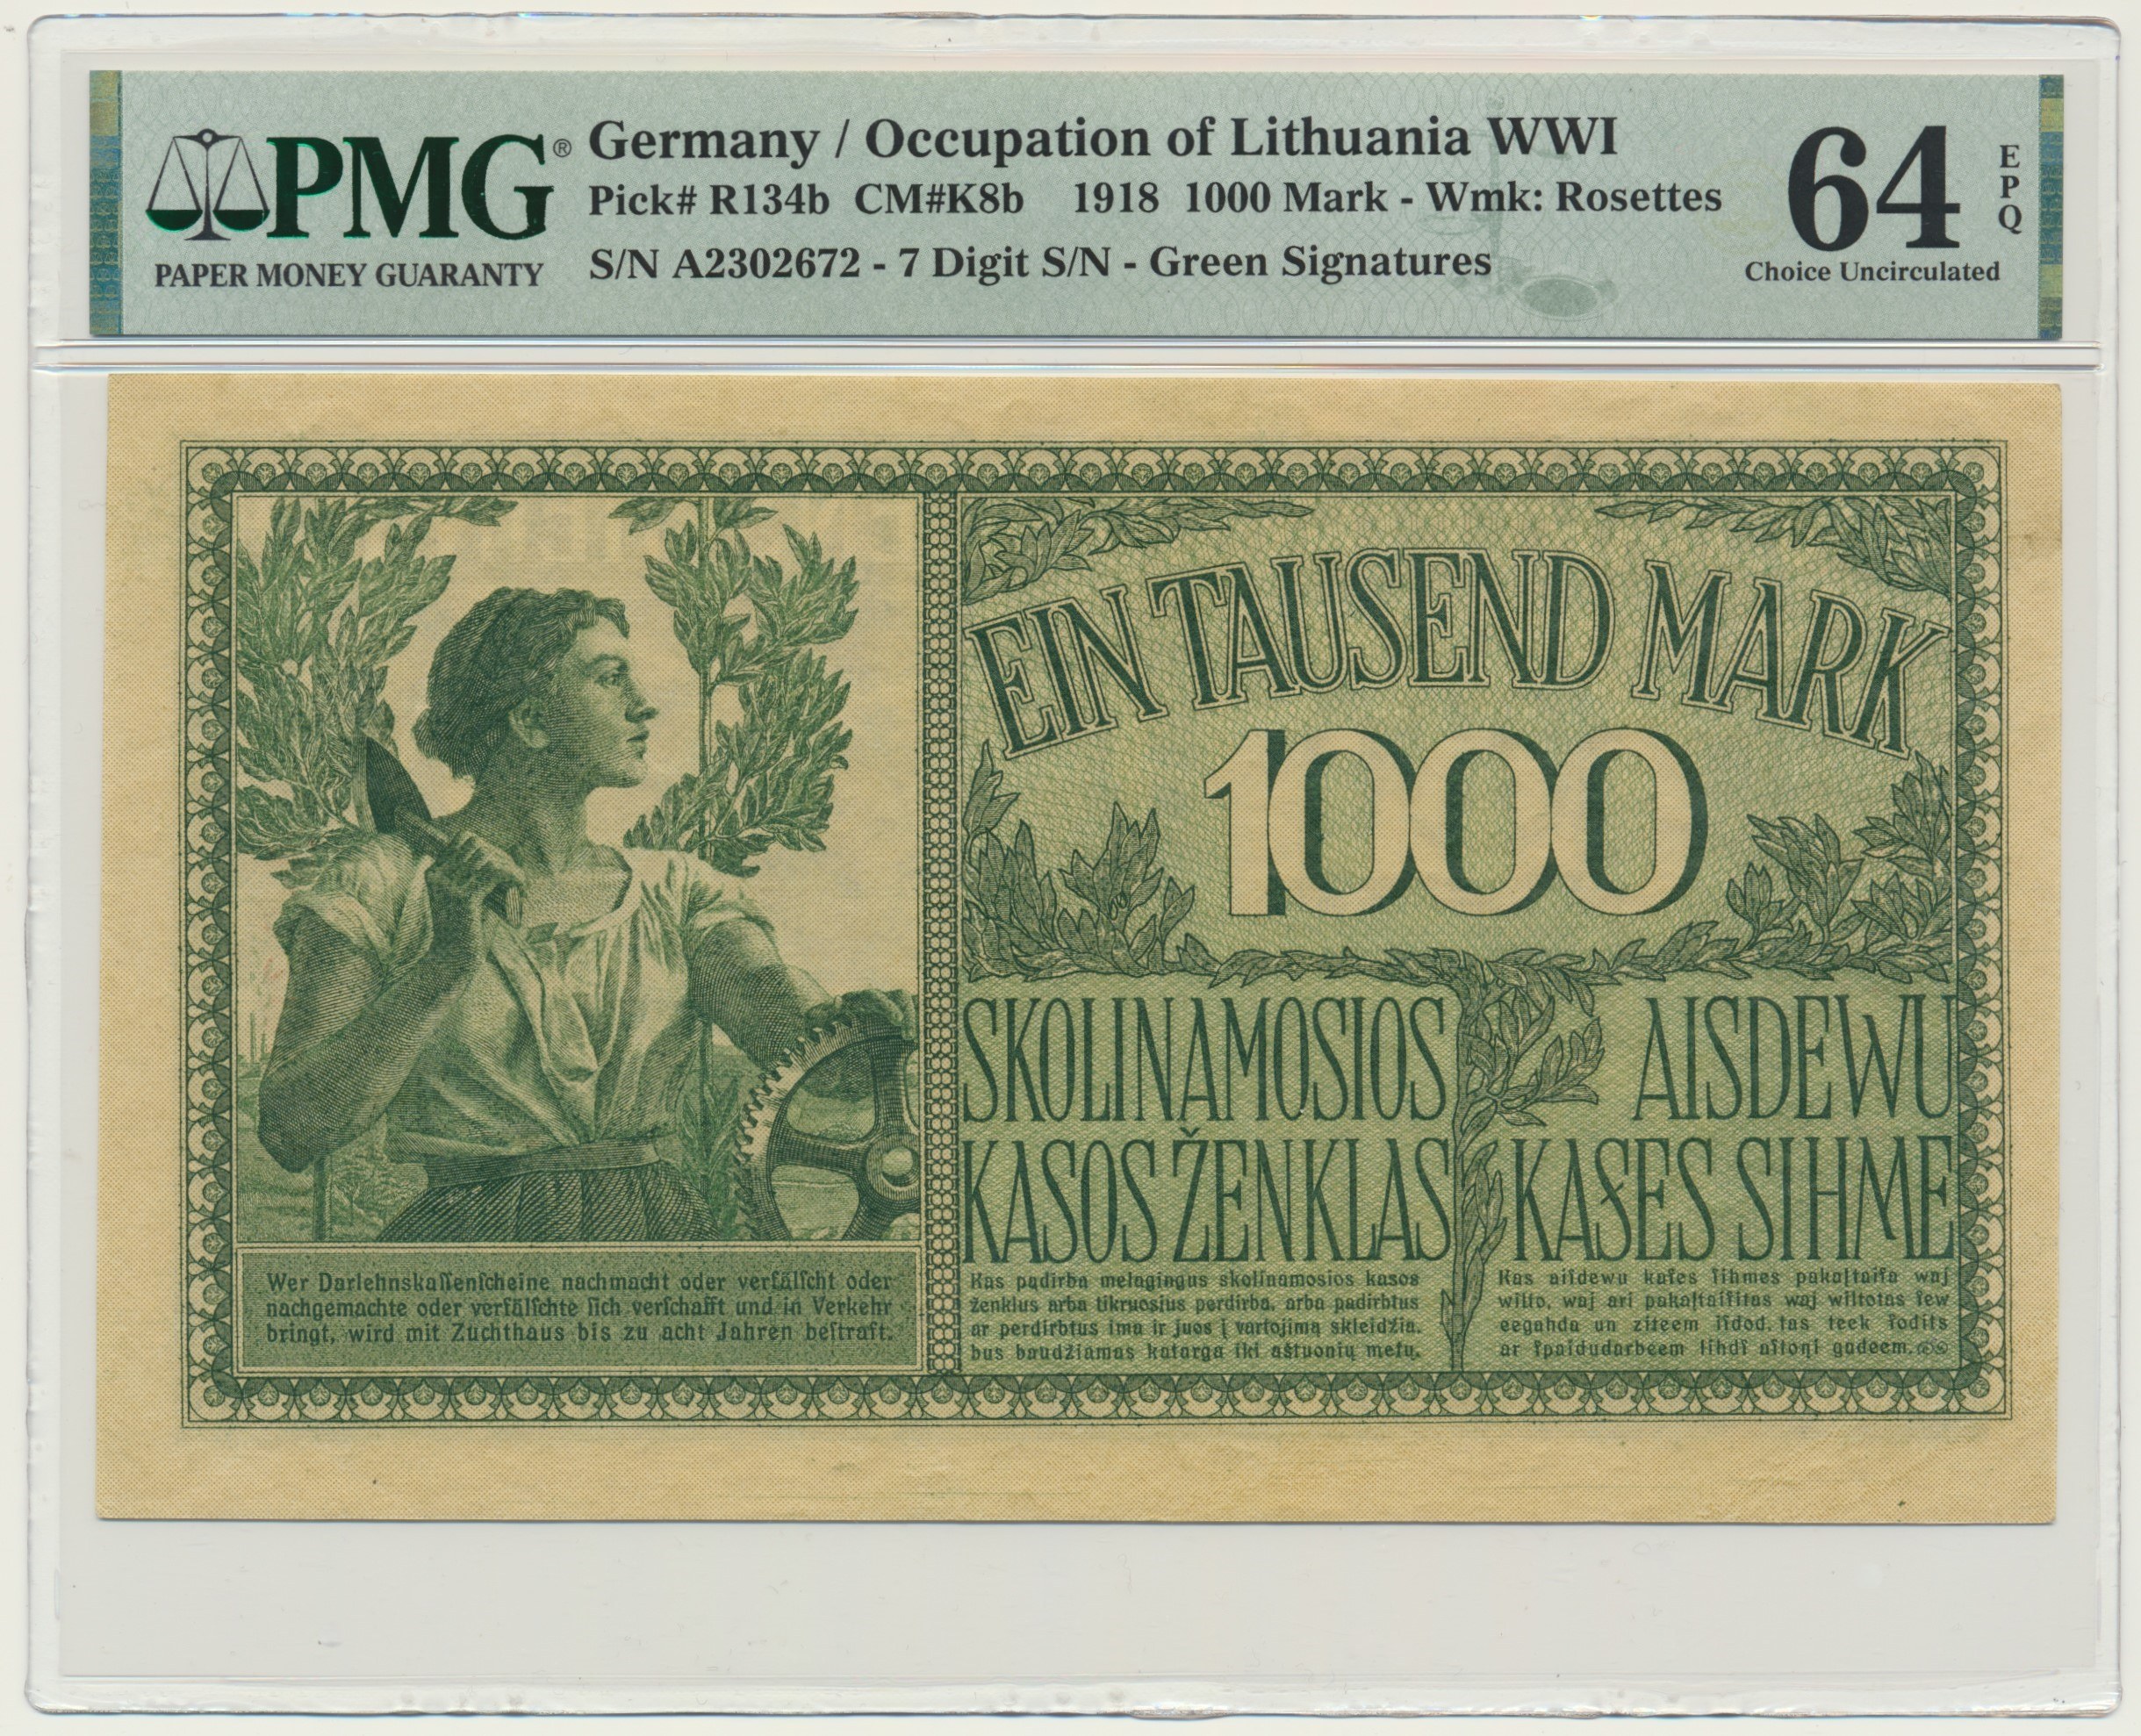 PMG®
PAPER MONEY GUARANTY
Germany / Occupation of Lithuania WWI
Pick# R134b CM#K8b 1918 1000 Mark - Wmk: Rosettes
S/N A2302672 - 7 Digit S/N - Green Signatures
64
EPQ
Choice Uncirculated
EIN TAUSEND MARK
1000
SKOLINAMOSIOS
KASOS ŽENKLAS
AISDEWU
KAŞES SIHME
Wer Darlehnskaſſenſcheine nachmacht oder verfälſcht oder
nachgemachte oder verfälſchte ſich verſchafft und in Verkehr
bringt, wird mit Zuchthaus bis zu acht Jahren beſtraft.
Kas padirba melagingus skolinamosios kasos
ženklus arba tikruosius perdirba, arba padirbtus
ar perdirbtus ima ir juos į vartojimą skleidžia,
bus baudžiamas katarga iki aštuonių metų.
Kas aiſdewu kaſes ſihmes pakaļtaiſa waj
wilto, waj ari pakaļtaiſitas waj wiltotas ſew
eegahda un ziteem iſdod, tas teek ſodits
ar ſpaidudarbeem lihdſ aſtoņi gadeem.